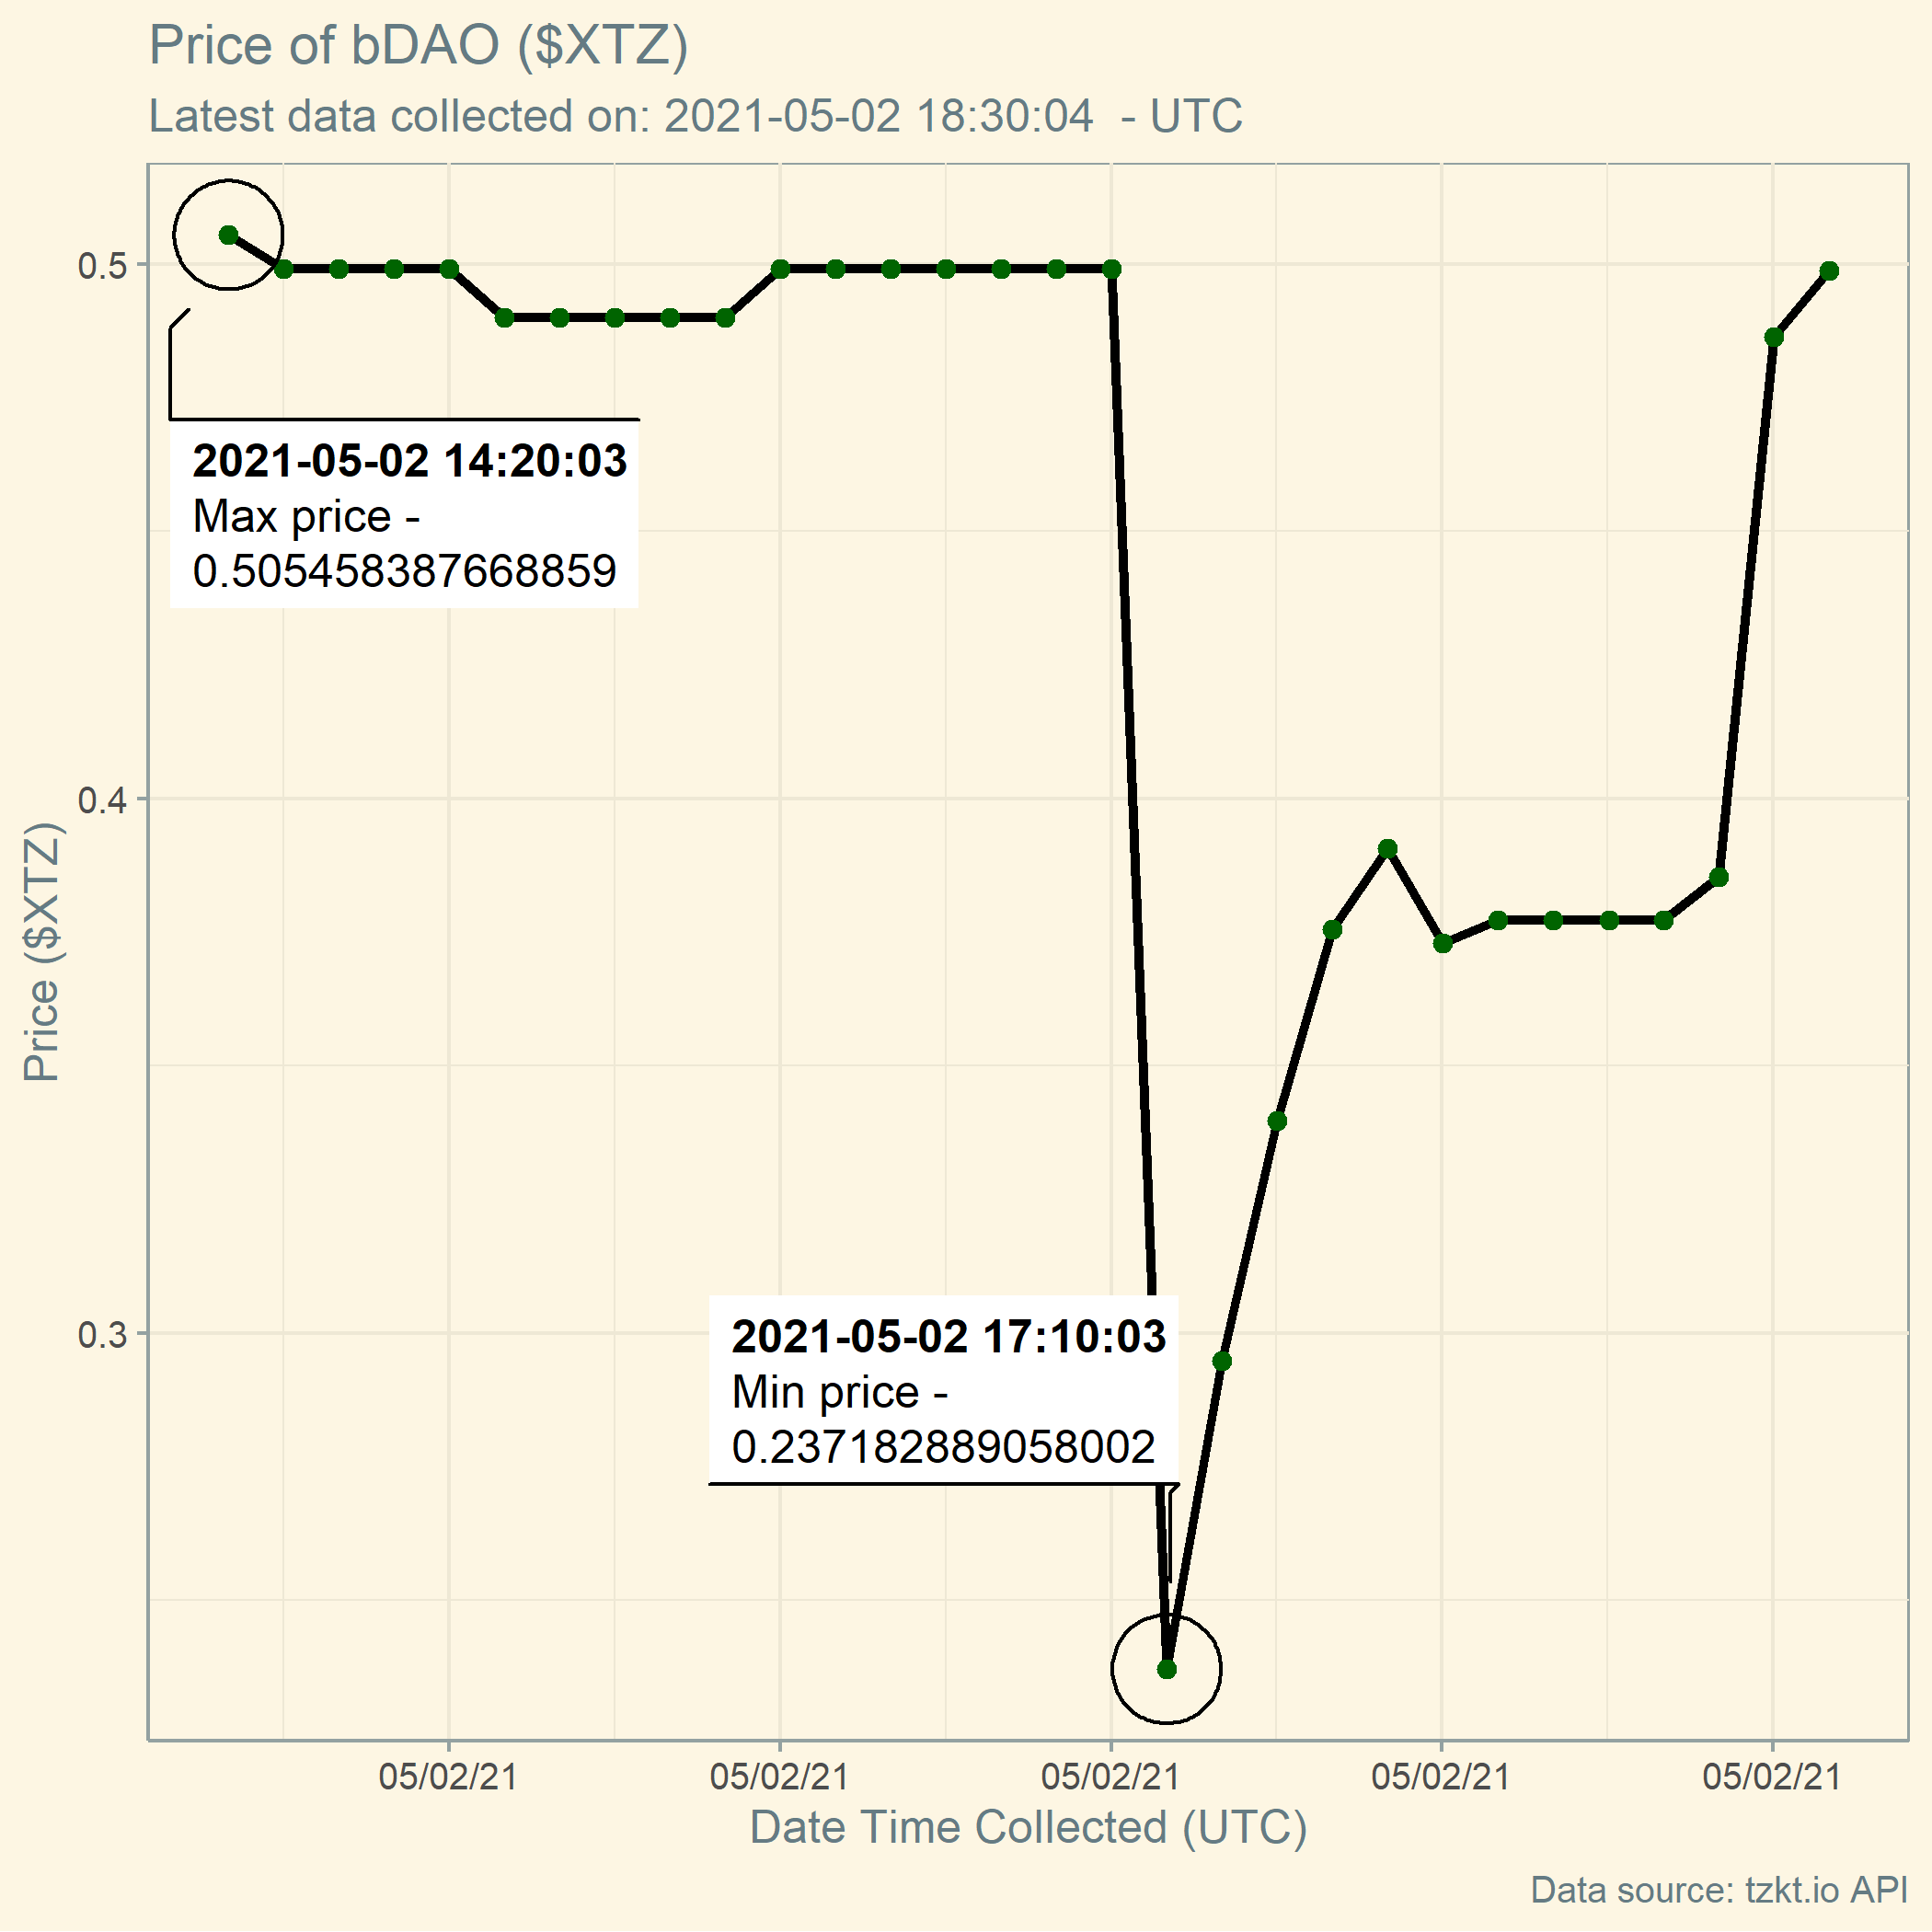 Price of bDAO ($XTZ)
Latest data collected on: 2021-05-02 18:30:04  - UTC
0.5
2021-05-02 14:20:03
Max price -
0.505458387668859
0.4
Price ($XTZ)
0.3
2021-05-02 17:10:03
Min price -
0.237182889058002
05/02/21 05/02/21 05/02/21 05/02/21 05/02/21
Date Time Collected (UTC)
Data source: tzkt.io API